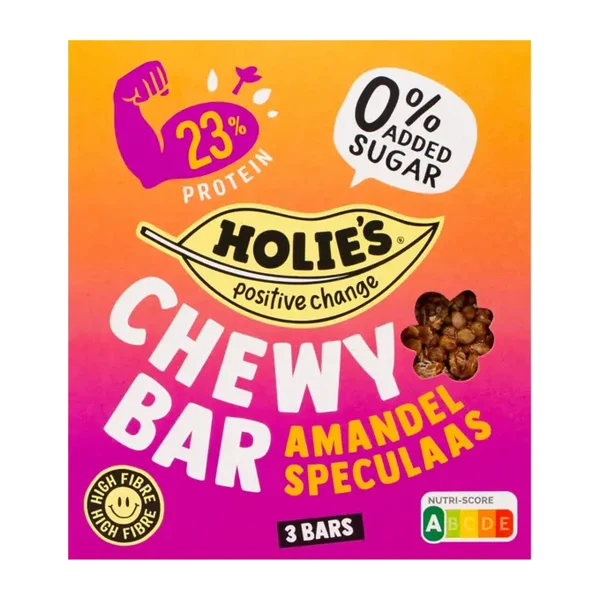 23%
PROTEIN
0%
ADDED
SUGAR
HOLIE'S®
positive change
CHEWY
BAR
AMANDEL
SPECULAAS
HIGH FIBRE
HIGH FIBRE
3 BARS
NUTRI-SCORE
A B C D E